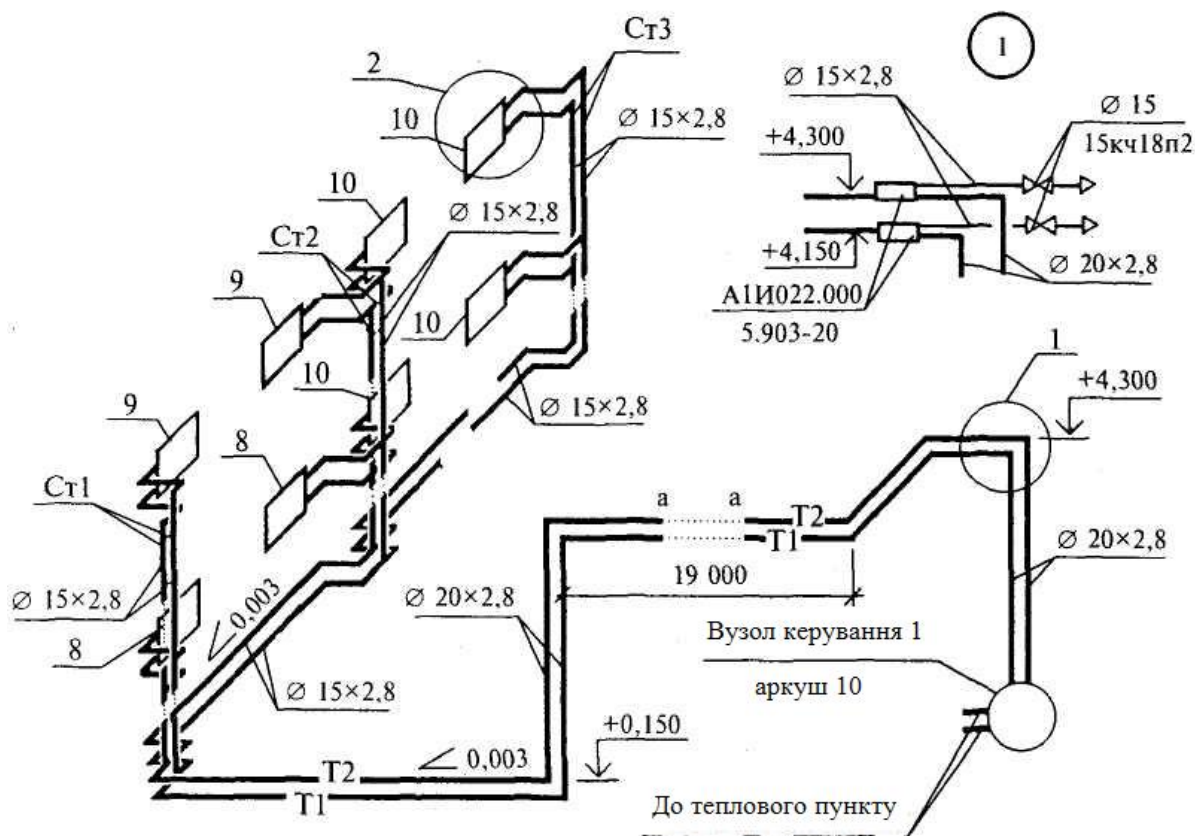 Ст3
1
2
Ø 15×2,8
Ø 15
10
Ø 15×2,8
15кч18п2
+4,300
10
Ø 15×2,8
Ст2
+4,150
Ø 20×2,8
9
10
А1И022.000
5.903-20
10
1
Ø 15×2,8
+4,300
9
8
Ст1
а а
Т2
Т1
Ø 20×2,8
19 000
Ø 15×2,8
0,003
Ø 20×2,8
Вузол керування 1
8
аркуш 10
Ø 15×2,8
+0,150
0,003
Т2
Т1
До теплового пункту